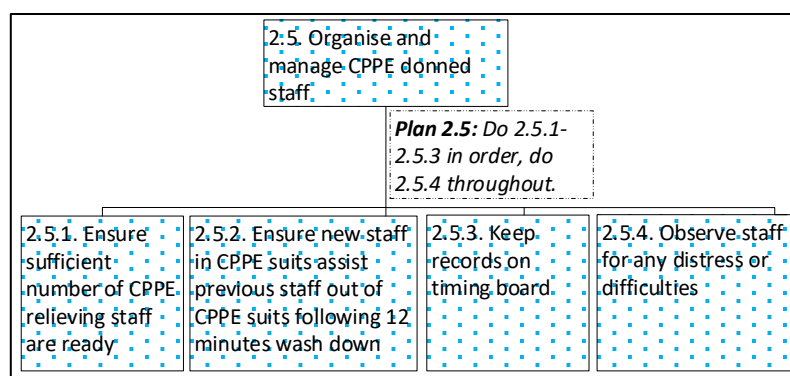 2.5. Organise and
manage CPPE donned
staff
Plan 2.5: Do 2.5.1-
2.5.3 in order, do
2.5.4 throughout.
2.5.1. Ensure
sufficient
number of CPPE
relieving staff
are ready
2.5.2. Ensure new staff
in CPPE suits assist
previous staff out of
CPPE suits following 12
minutes wash down
2.5.3. Keep
records on
timing board
2.5.4. Observe staff
for any distress or
difficulties